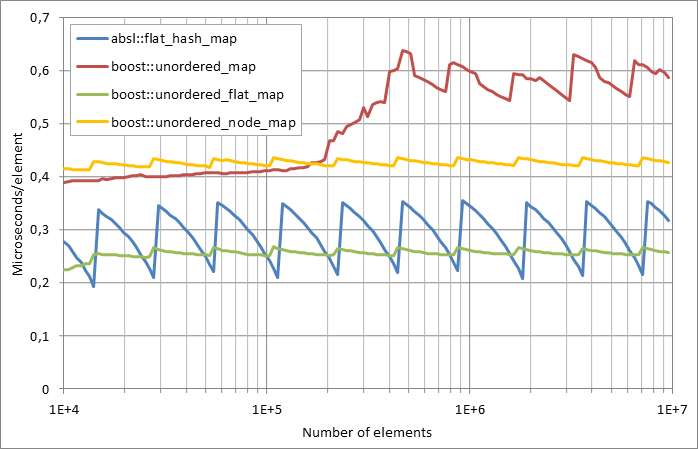 0,7
0,6
0,5
0,4
0,3
0,2
0,1
0
Microseconds/element
absl::flat_hash_map
boost::unordered_map
boost::unordered_flat_map
boost::unordered_node_map
1E+4
1E+5
1E+6
1E+7
Number of elements